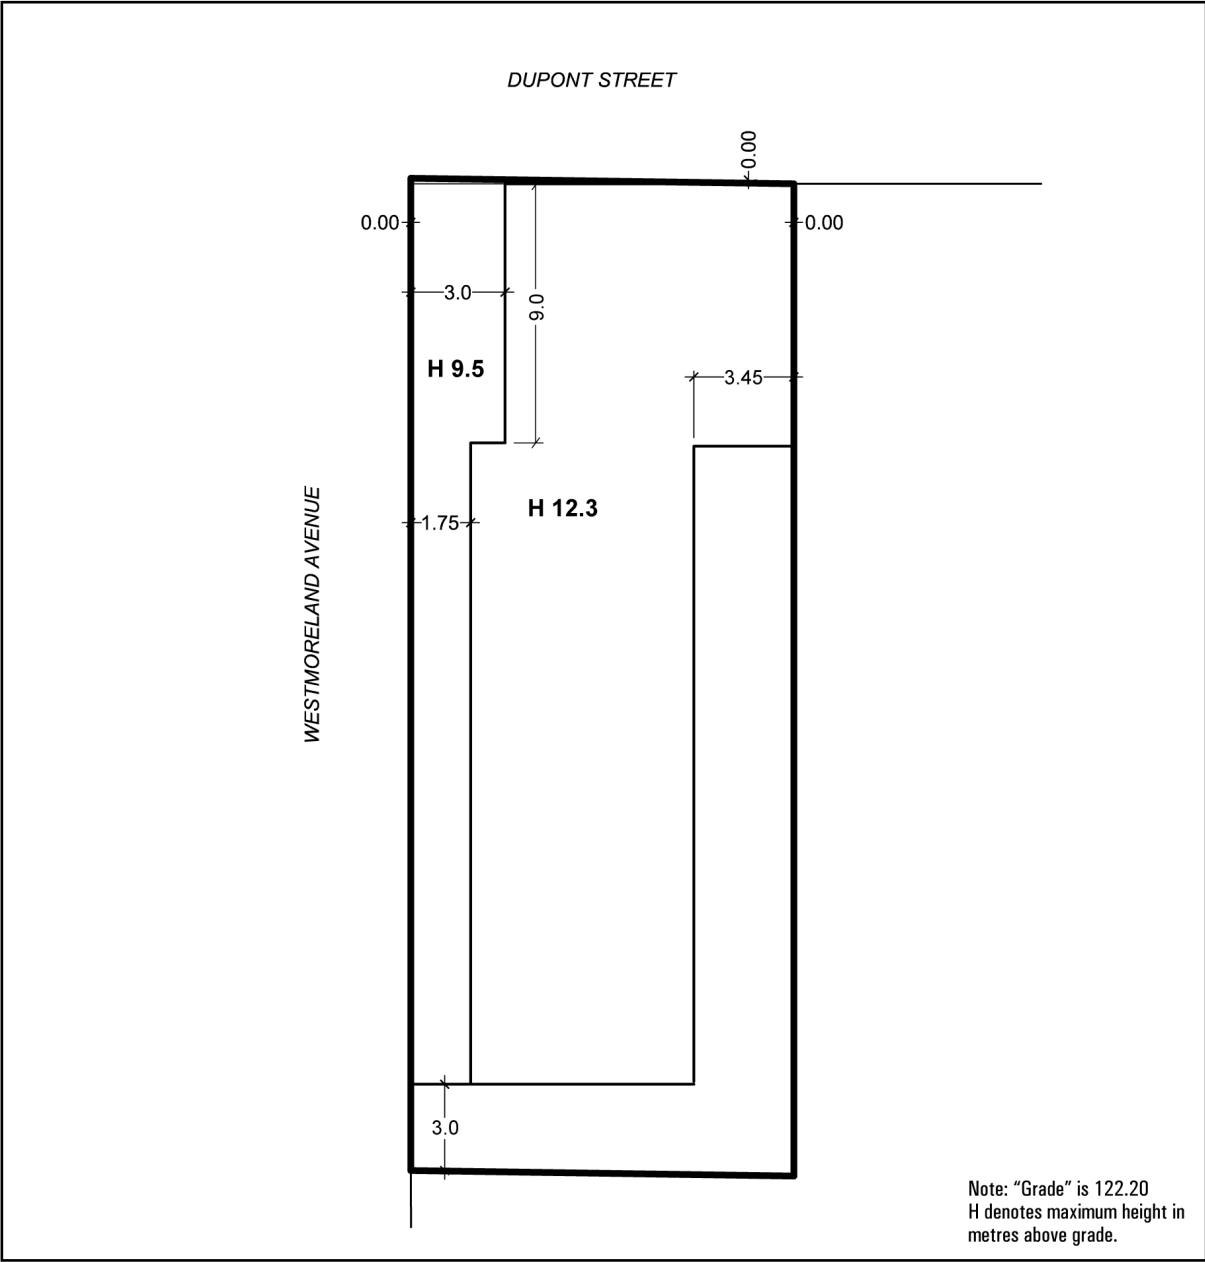 DUPONT STREET
0.00
0.00
0.00
3.0
9.0
H 9.5
3.45
WESTMORELAND AVENUE
H 12.3
1.75
3.0
Note: “Grade” is 122.20
H denotes maximum height in
metres above grade.